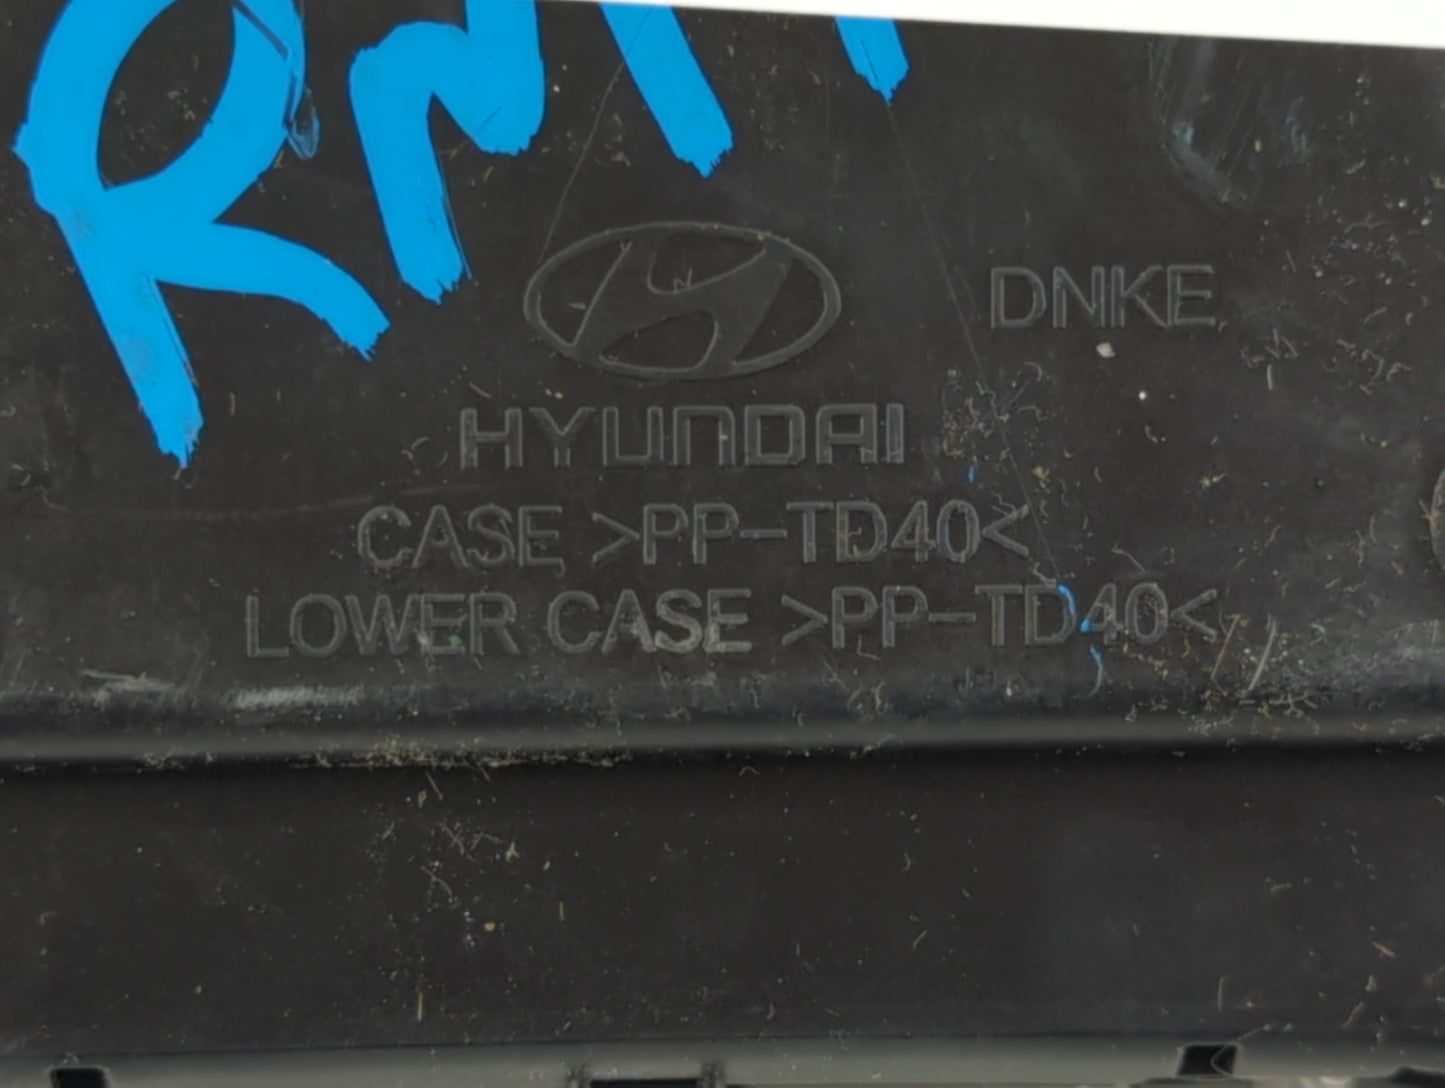 DNKE
HYUNDAI
CASE >PP-TD40<
LOWER CASE >PP-TD40<